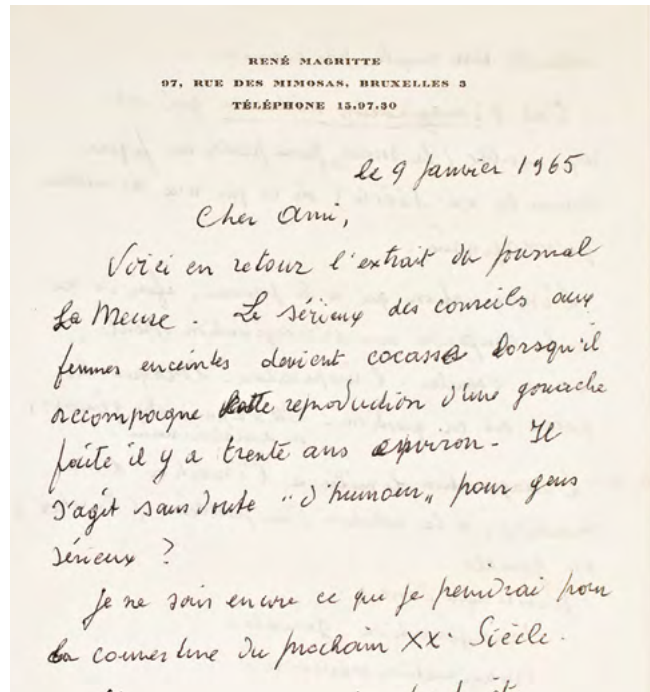 RENÉ MAGRITTE
97, RUE DES MIMOSAS, BRUXELLES 3
TÉLÉPHONE 15.97.30
le 9 Janvier 1965
Cher Ami,
Voici en retour l'extrait du journal
La Meuse. Le sérieux des conseils aux
femmes enceintes devient cocasse lorsqu'il
accompagne cette reproduction d'une gouache
faite il y a trente ans environ. Il
s'agit sans doute "d'humour" pour gens
sérieux ?
Je ne sais encore ce que je peindrai pour
la couverture du prochain XXe Siècle.